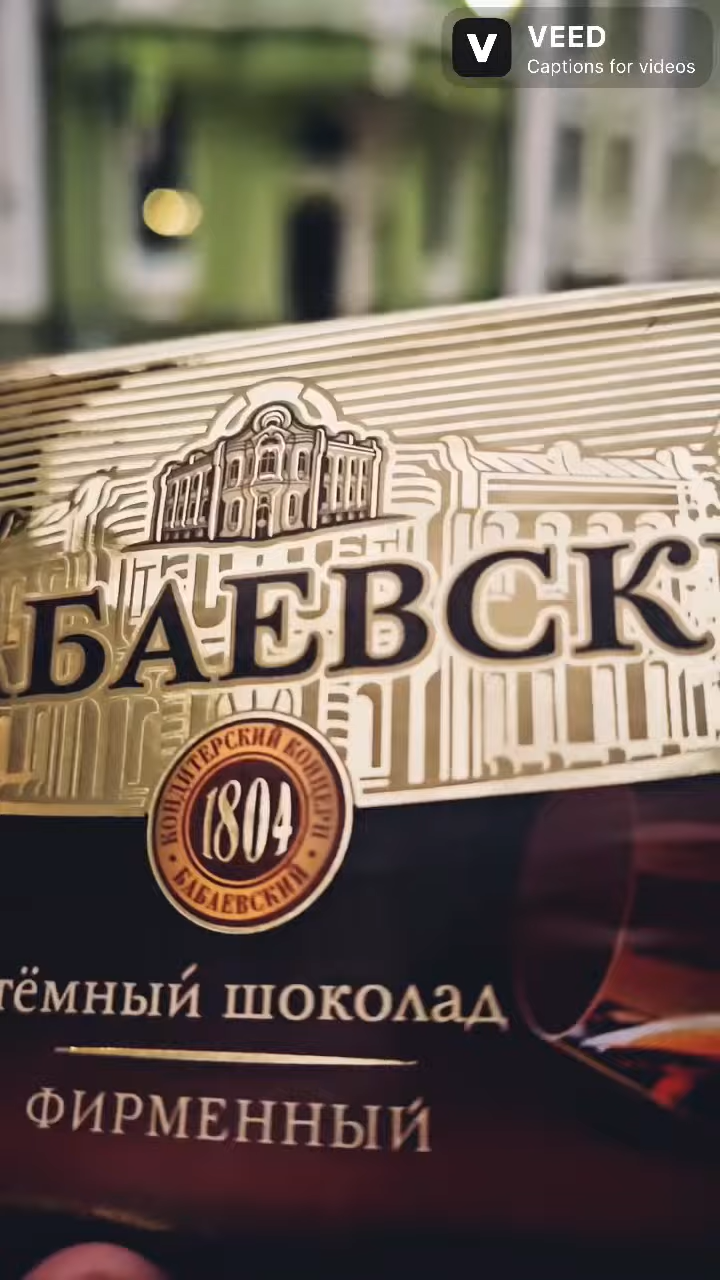 VEED
Captions for videos
БАЕВСК
КОНДИТЕРСКИЙ КОНЦЕРН
1804
БАБАЕВСКИЙ
тёмный шоколад
ФИРМЕННЫЙ